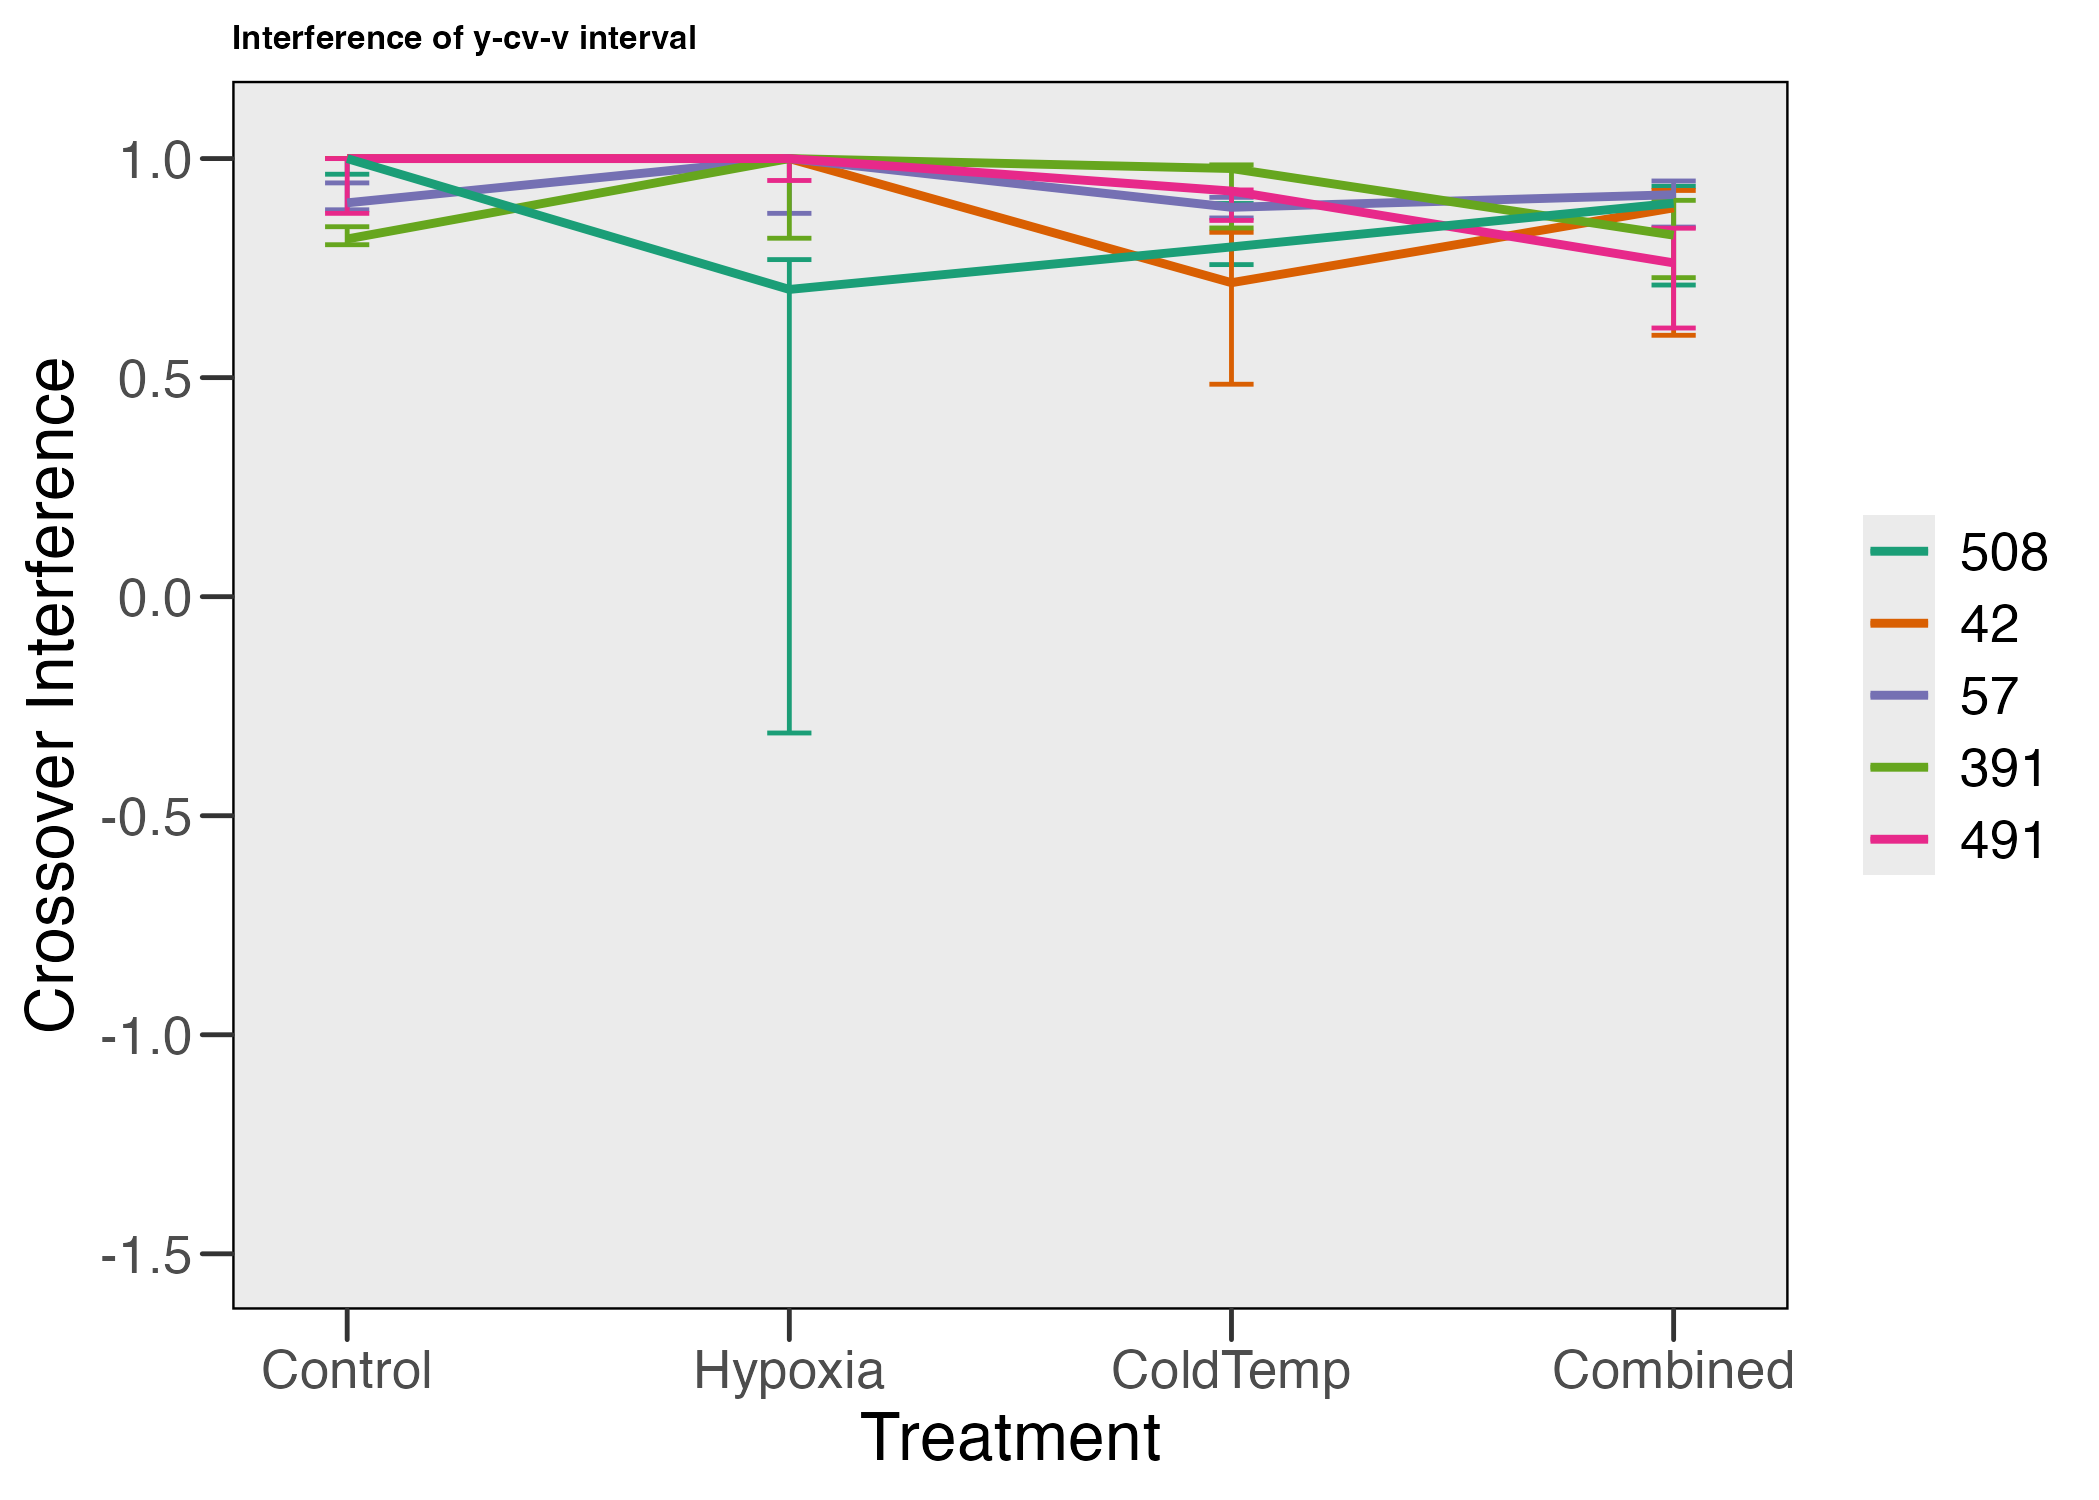 Interference of y-cv-v interval
Crossover Interference
1.0
0.5
0.0
-0.5
-1.0
-1.5
Control
Hypoxia
ColdTemp
Combined
Treatment
508
42
57
391
491